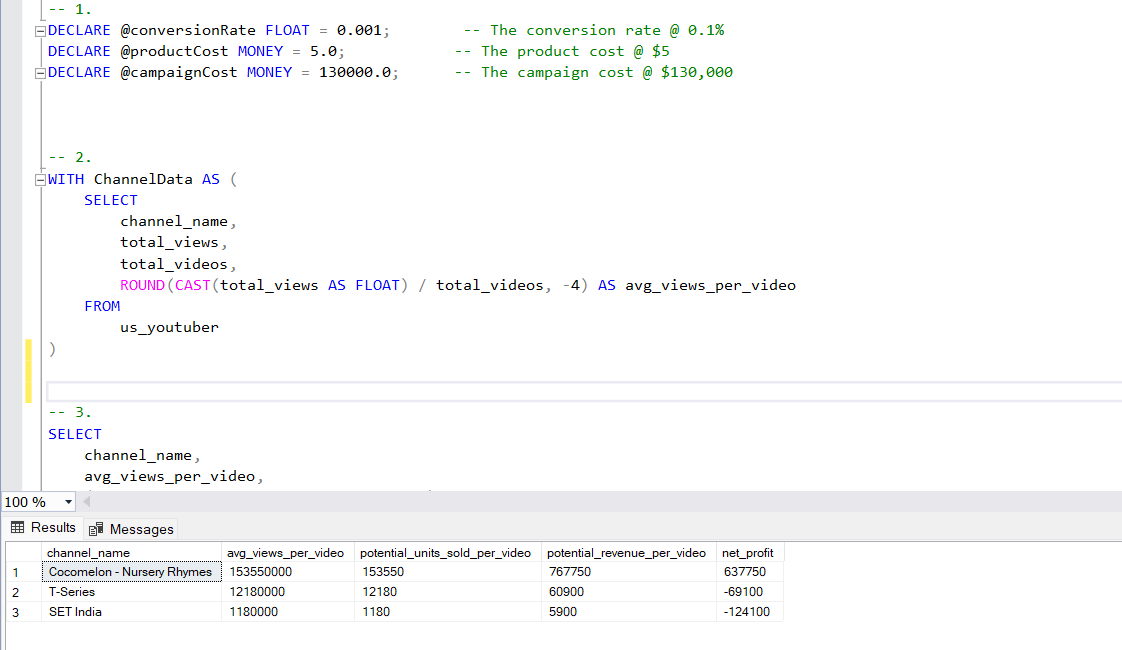 -- 1.
DECLARE @conversionRate FLOAT = 0.001;        -- The conversion rate @ 0.1%
DECLARE @productCost MONEY = 5.0;            -- The product cost @ $5
DECLARE @campaignCost MONEY = 130000.0;      -- The campaign cost @ $130,000
-- 2.
WITH ChannelData AS (
    SELECT
        channel_name,
        total_views,
        total_videos,
        ROUND(CAST(total_views AS FLOAT) / total_videos, -4) AS avg_views_per_video
    FROM
        us_youtuber
)
-- 3.
SELECT
    channel_name,
    avg_views_per_video,
100 %
Results Messages
channel_name avg_views_per_video potential_units_sold_per_video potential_revenue_per_video net_profit
1 Cocomelon - Nursery Rhymes 153550000 153550 767750 637750
2 T-Series 12180000 12180 60900 -69100
3 SET India 1180000 1180 5900 -124100